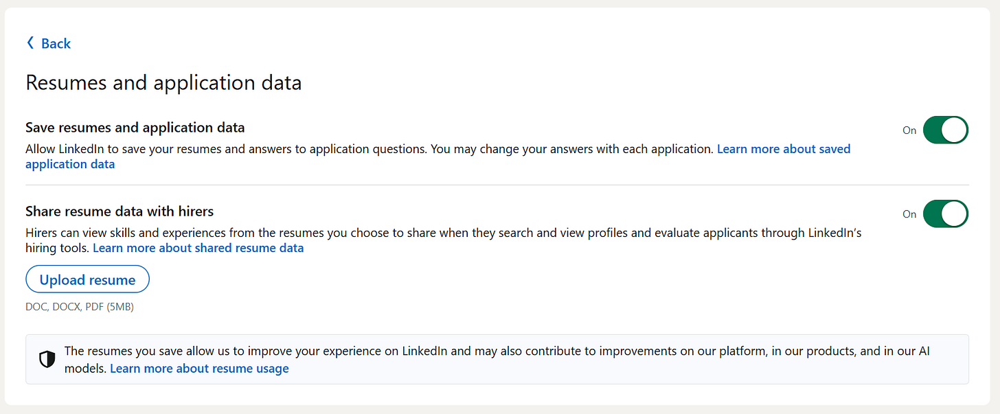 Back
Resumes and application data
Save resumes and application data
On
Allow LinkedIn to save your resumes and answers to application questions. You may change your answers with each application. Learn more about saved
application data
Share resume data with hirers
On
Hirers can view skills and experiences from the resumes you choose to share when they search and view profiles and evaluate applicants through LinkedIn’s
hiring tools. Learn more about shared resume data
Upload resume
DOC, DOCX, PDF (5MB)
The resumes you save allow us to improve your experience on LinkedIn and may also contribute to improvements on our platform, in our products, and in our AI
models. Learn more about resume usage